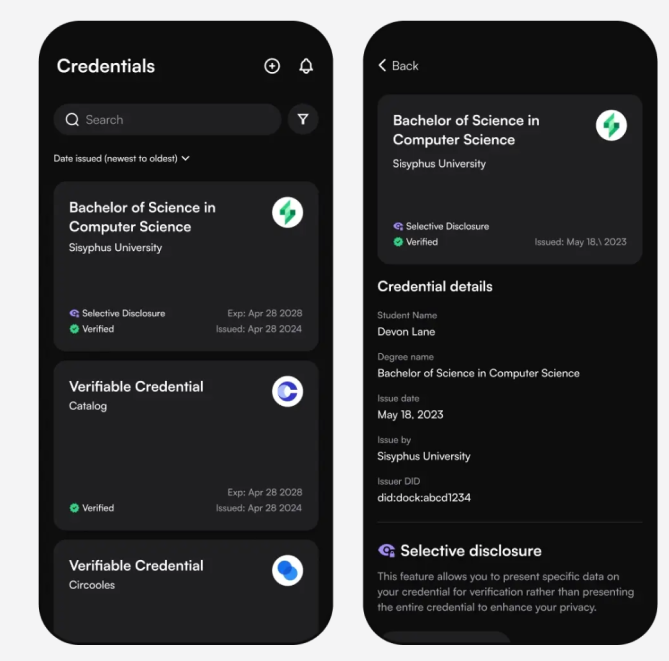 Credentials
Search
Date issued (newest to oldest)
Bachelor of Science in
Computer Science
Sisyphus University
Selective Disclosure
Exp: Apr 28 2028
Verified
Issued: Apr 28 2024
Verifiable Credential
Catalog
Exp: Apr 28 2028
Verified
Issued: Apr 28 2024
Verifiable Credential
Circooles
Back
Bachelor of Science in
Computer Science
Sisyphus University
Selective Disclosure
Verified
Issued: May 18,\ 2023
Credential details
Student Name
Devon Lane
Degree name
Bachelor of Science in Computer Science
Issue date
May 18, 2023
Issue by
Sisyphus University
Issuer DID
did:dock:abcd1234
Selective disclosure
This feature allows you to present specific data on
your credential for verification rather than presenting
the entire credential to enhance your privacy.